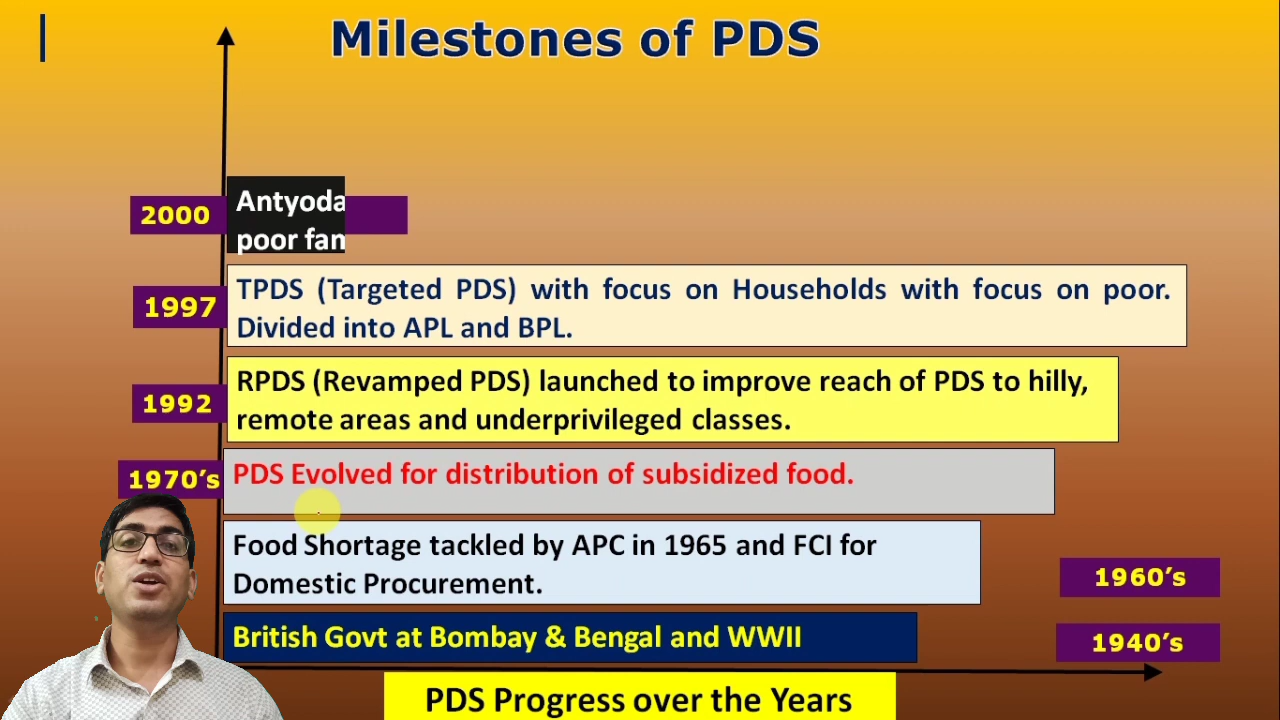 Milestones of PDS
2000
Antyoda
poor fam
1997
TPDS (Targeted PDS) with focus on Households with focus on poor.
Divided into APL and BPL.
1992
RPDS (Revamped PDS) launched to improve reach of PDS to hilly,
remote areas and underprivileged classes.
1970’s
PDS Evolved for distribution of subsidized food.
Food Shortage tackled by APC in 1965 and FCI for
Domestic Procurement.
1960’s
British Govt at Bombay & Bengal and WWII
1940’s
PDS Progress over the Years